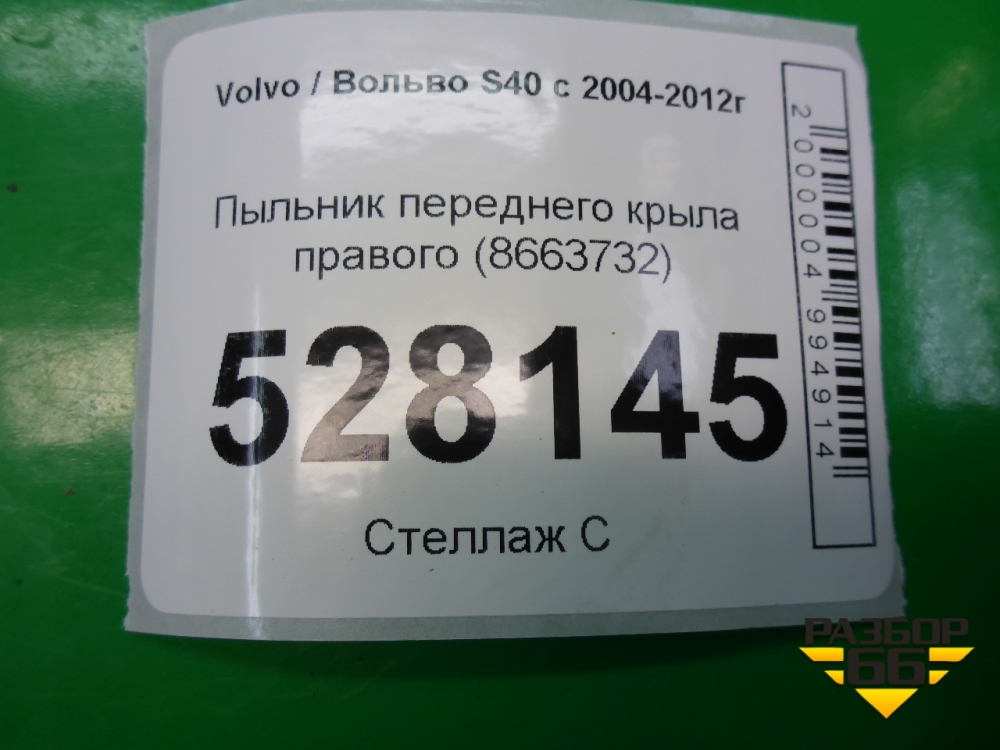 Volvo / Вольво S40 с 2004-2012г
Пыльник переднего крыла
правого (8663732)
528145
Стеллаж С
2000004994914
РАЗБОР
66